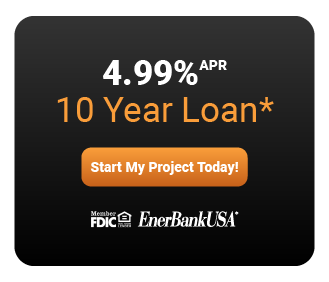 4.99% APR
10 Year Loan*
Start My Project Today!
Member
FDIC EnerBankUSA®